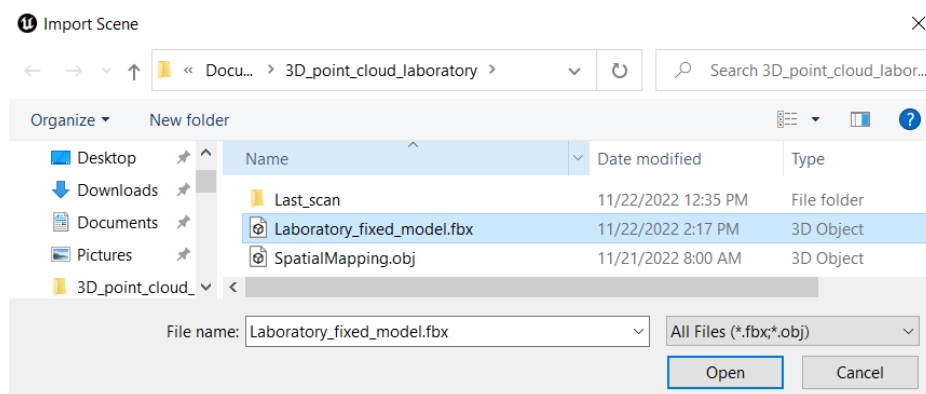 Import Scene
« Docu... > 3D_point_cloud_laboratory >
Search 3D_point_cloud_labor...
Organize New folder
Name Date modified Type
Desktop
Downloads
Documents
Pictures
3D_point_cloud_
Last_scan 11/22/2022 12:35 PM File folder
Laboratory_fixed_model.fbx 11/22/2022 2:17 PM 3D Object
SpatialMapping.obj 11/21/2022 8:00 AM 3D Object
File name: Laboratory_fixed_model.fbx All Files (*.fbx;*.obj)
Open Cancel